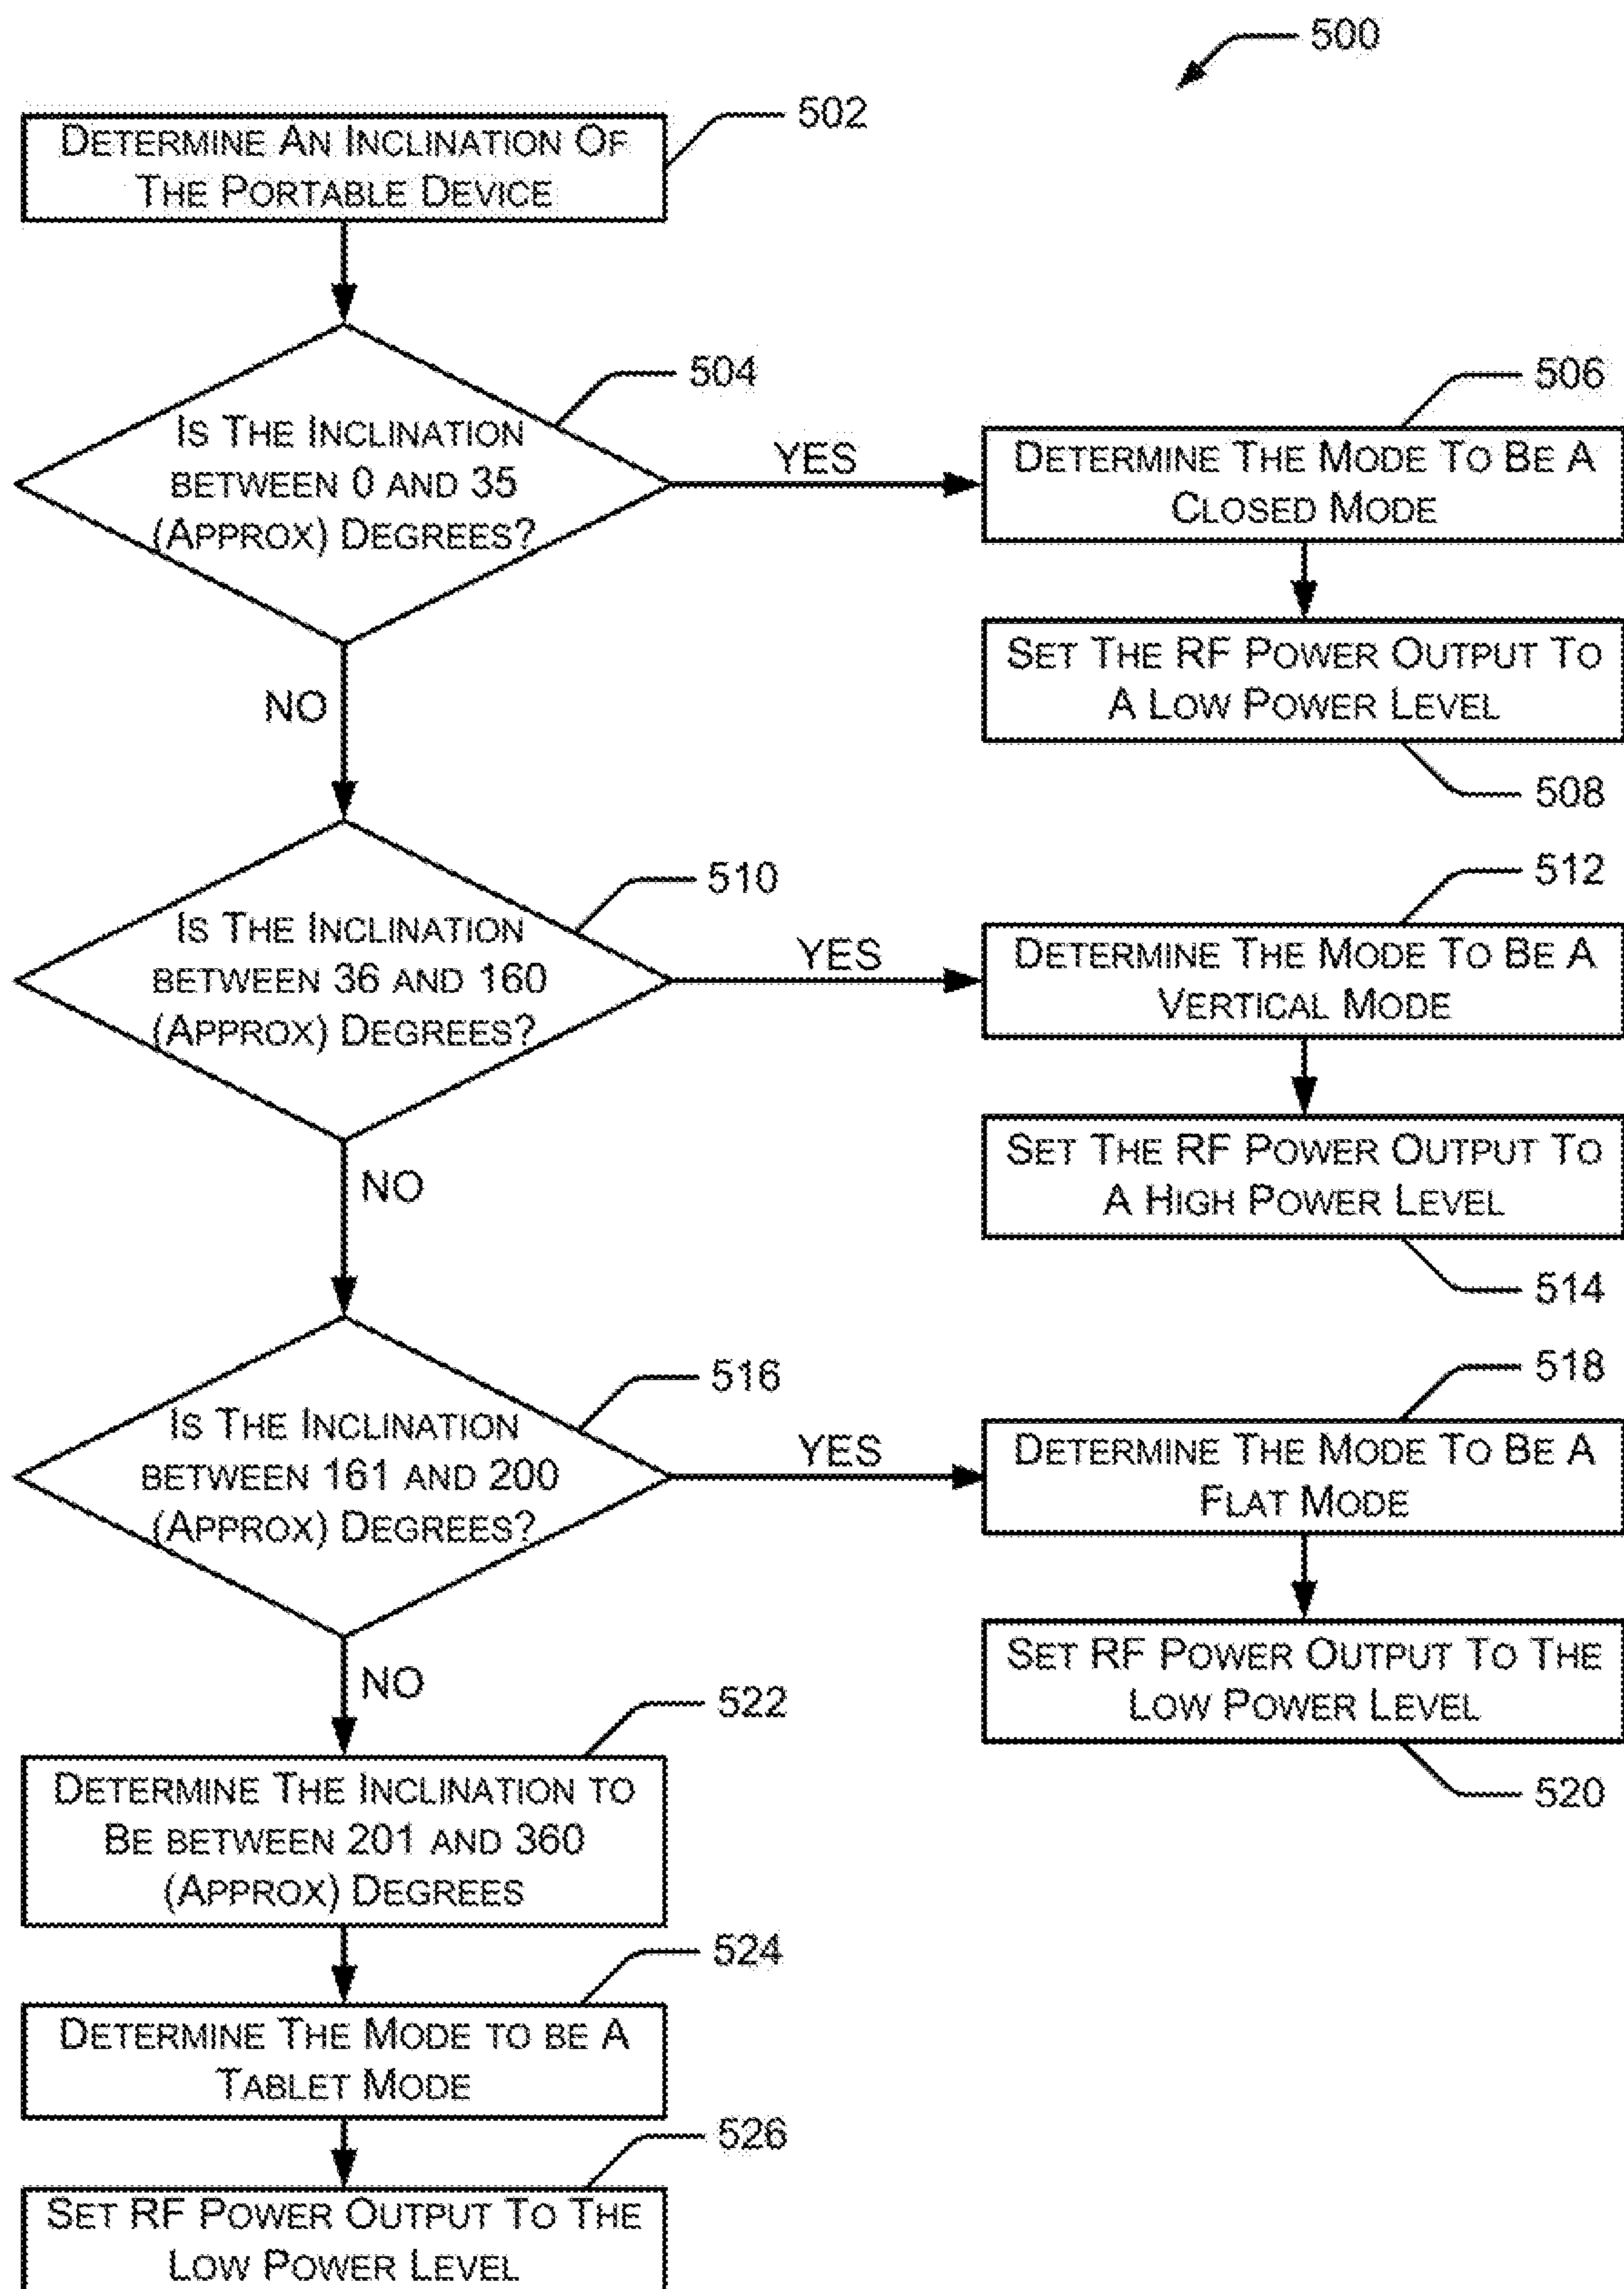 500
502
DETERMINE AN INCLINATION OF
THE PORTABLE DEVICE
504
IS THE INCLINATION
BETWEEN 0 AND 35
(APPROX) DEGREES?
YES
506
DETERMINE THE MODE TO BE A
CLOSED MODE
SET THE RF POWER OUTPUT TO
A LOW POWER LEVEL
508
NO
510
IS THE INCLINATION
BETWEEN 36 AND 160
(APPROX) DEGREES?
YES
512
DETERMINE THE MODE TO BE A
VERTICAL MODE
SET THE RF POWER OUTPUT TO
A HIGH POWER LEVEL
514
NO
516
IS THE INCLINATION
BETWEEN 161 AND 200
(APPROX) DEGREES?
YES
518
DETERMINE THE MODE TO BE A
FLAT MODE
SET RF POWER OUTPUT TO THE
LOW POWER LEVEL
520
NO
522
DETERMINE THE INCLINATION TO
BE BETWEEN 201 AND 360
(APPROX) DEGREES
524
DETERMINE THE MODE TO BE A
TABLET MODE
526
SET RF POWER OUTPUT TO THE
LOW POWER LEVEL